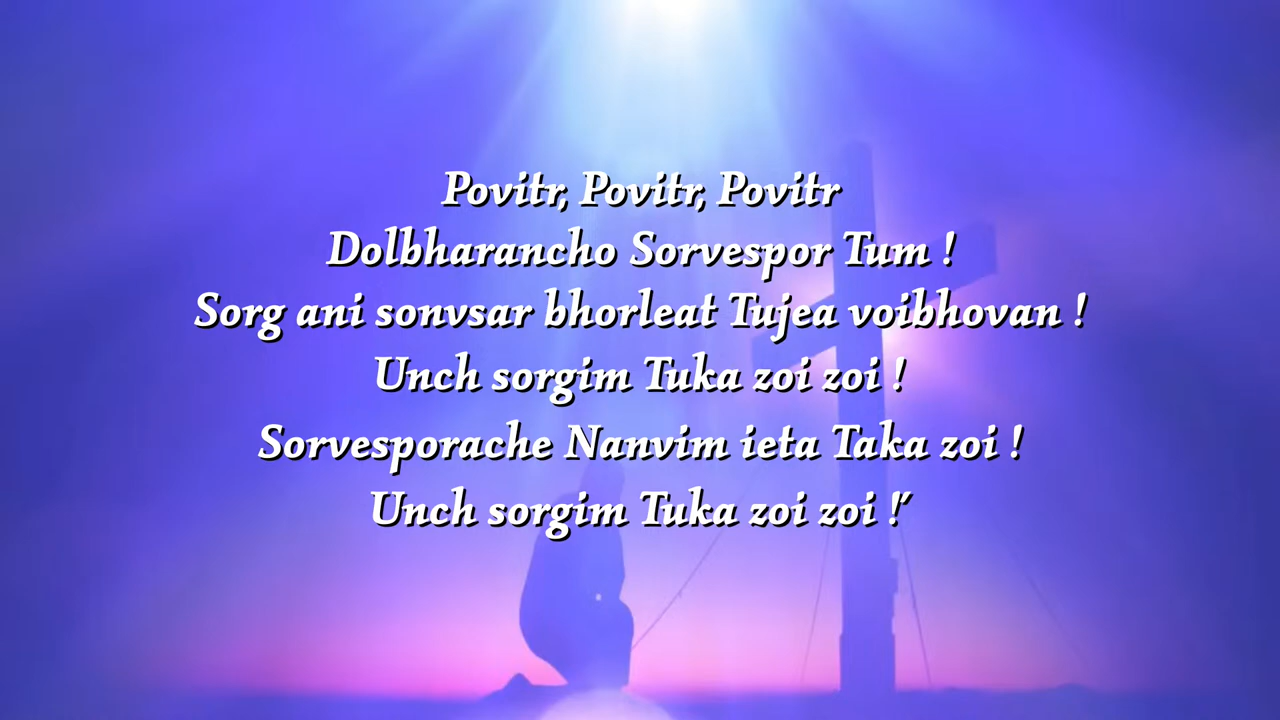 Povitr, Povitr, Povitr
Dolbharancho Sorvespor Tum !
Sorg ani sonvsar bhorleat Tujea voibhovan !
Unch sorgim Tuka zoi zoi !
Sorvesporache Nanvim ieta Taka zoi !
Unch sorgim Tuka zoi zoi !″